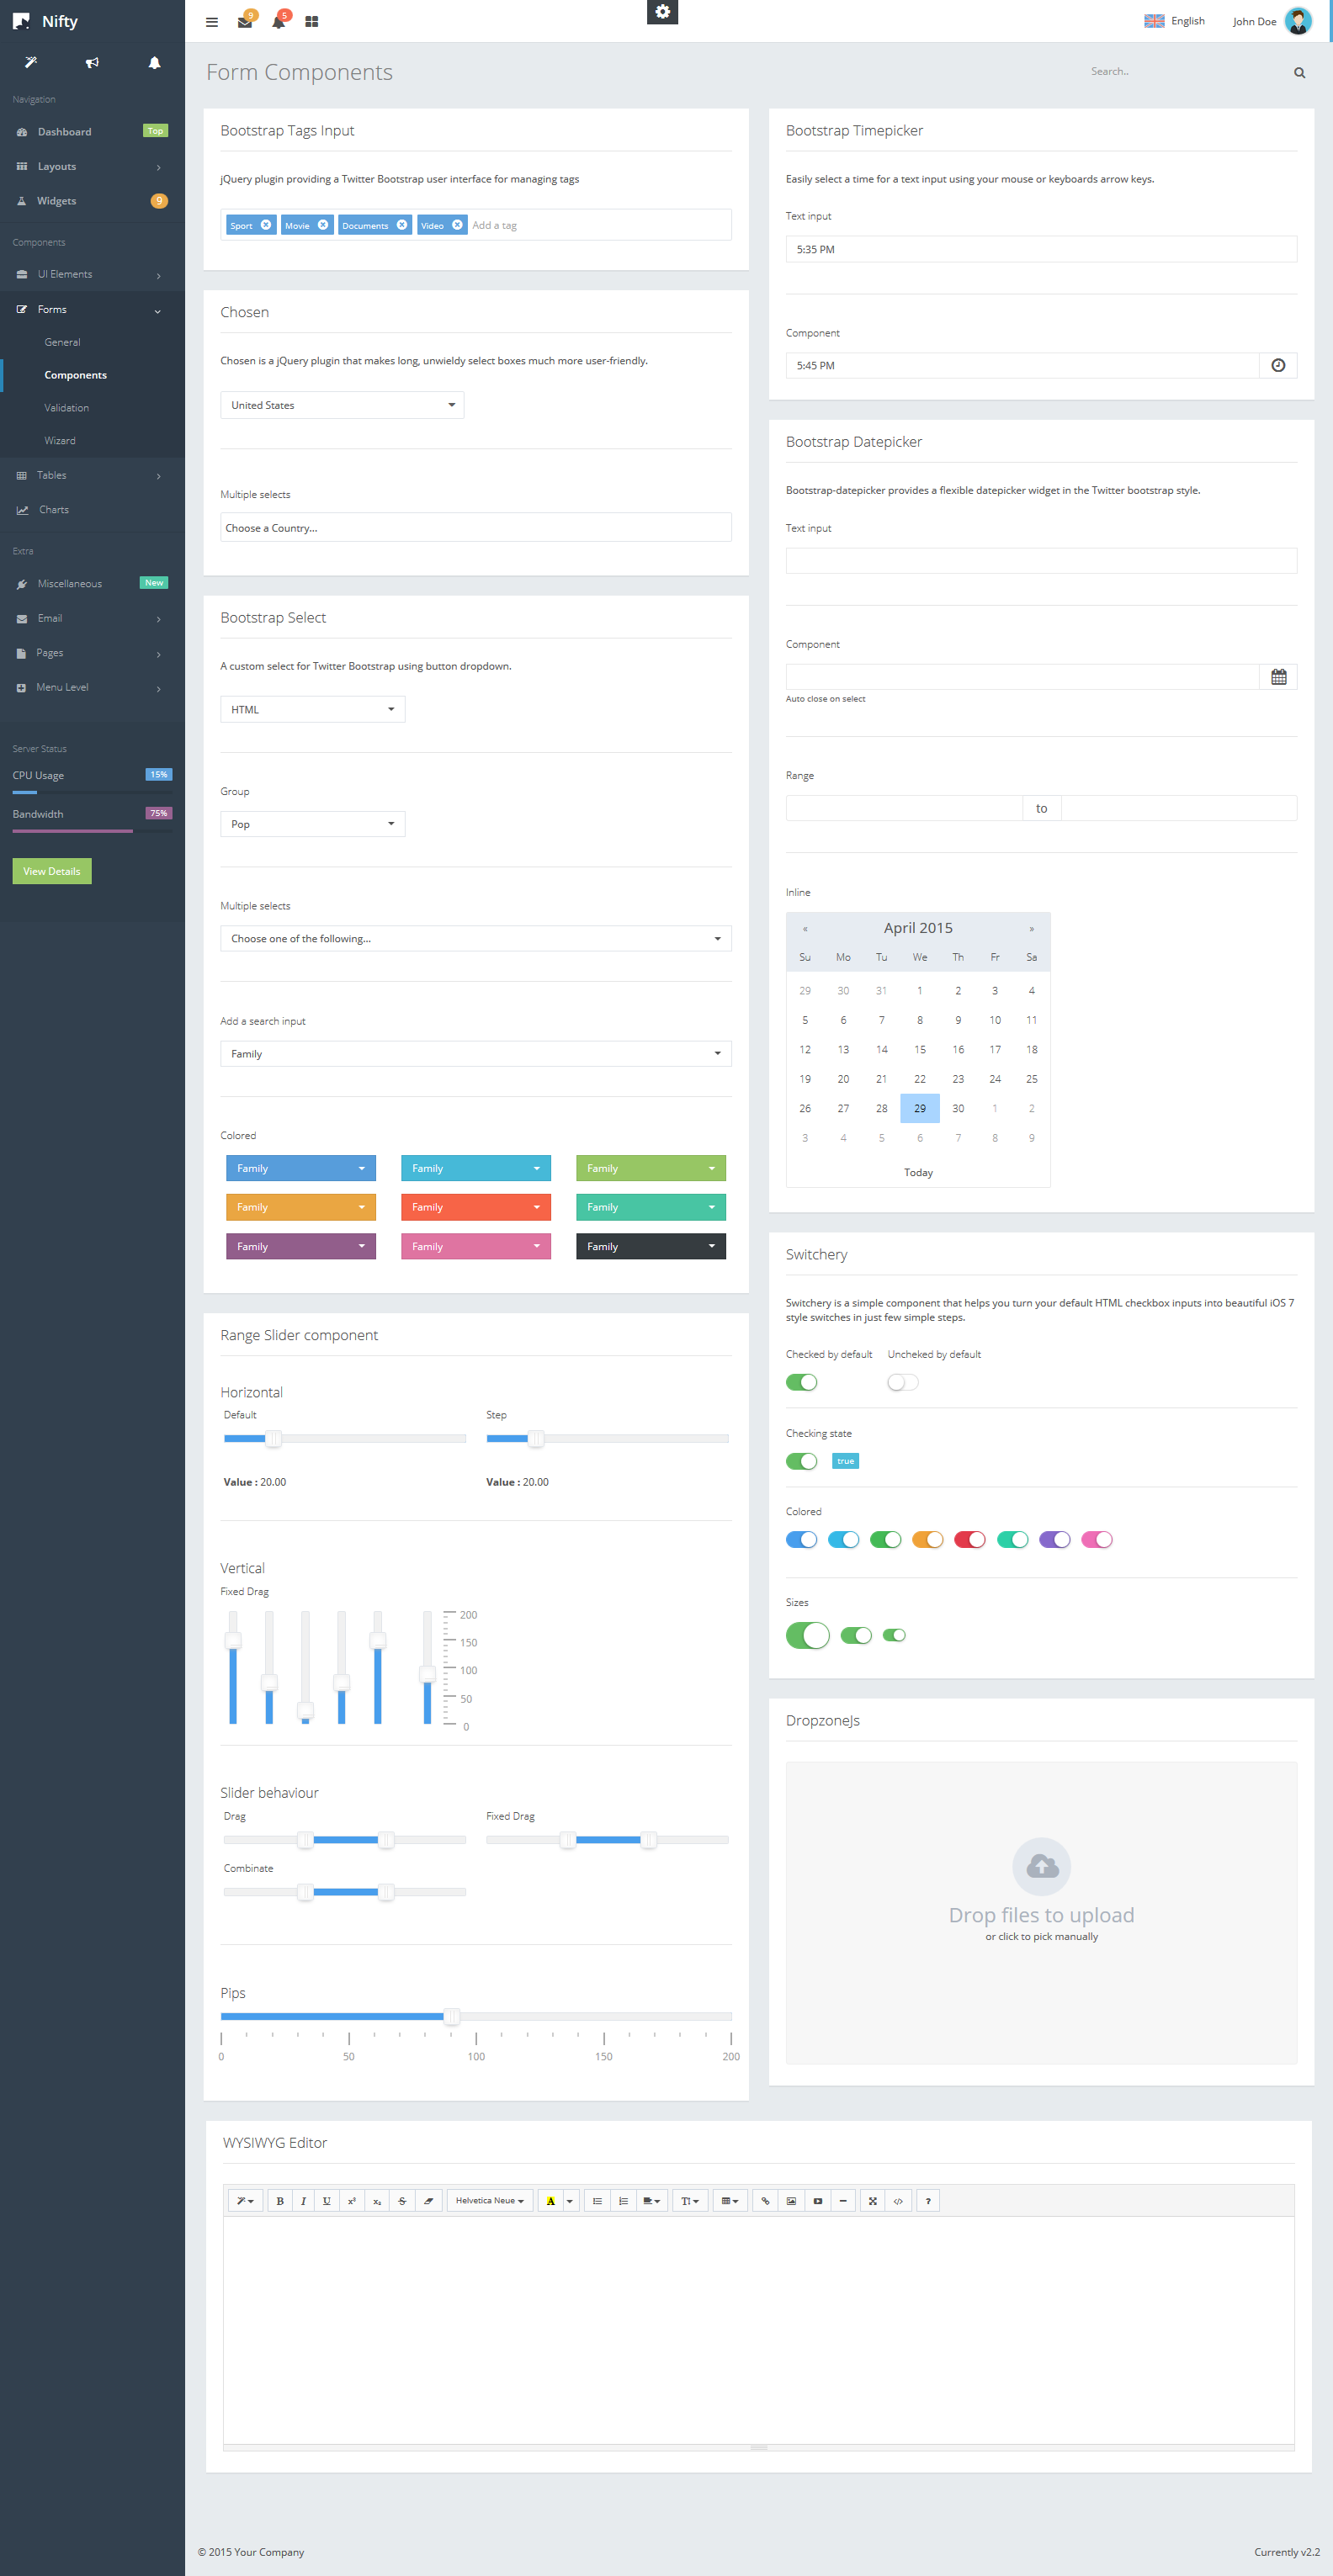 Nifty
9
5
English
John Doe
Navigation
Dashboard
Top
Layouts
Widgets
9
Components
UI Elements
Forms
General
Components
Validation
Wizard
Tables
Charts
Extra
Miscellaneous
New
Email
Pages
Menu Level
Server Status
CPU Usage
15%
Bandwidth
75%
View Details
Form Components
Search..
Bootstrap Tags Input
jQuery plugin providing a Twitter Bootstrap user interface for managing tags
Sport
Movie
Documents
Video
Add a tag
Chosen
Chosen is a jQuery plugin that makes long, unwieldy select boxes much more user-friendly.
United States
Multiple selects
Choose a Country...
Bootstrap Select
A custom select for Twitter Bootstrap using button dropdown.
HTML
Group
Pop
Multiple selects
Choose one of the following...
Add a search input
Family
Colored
Family Family Family
Family Family Family
Family Family Family
Range Slider component
Horizontal
Default Step
Value : 20.00 Value : 20.00
Vertical
Fixed Drag
200
150
100
50
0
Slider behaviour
Drag Fixed Drag
Combinate
Pips
0 50 100 150 200
Bootstrap Timepicker
Easily select a time for a text input using your mouse or keyboards arrow keys.
Text input
5:35 PM
Component
5:45 PM
Bootstrap Datepicker
Bootstrap-datepicker provides a flexible datepicker widget in the Twitter bootstrap style.
Text input
Component
Auto close on select
Range
to
Inline
« April 2015 »
Su Mo Tu We Th Fr Sa
29 30 31 1 2 3 4
5 6 7 8 9 10 11
12 13 14 15 16 17 18
19 20 21 22 23 24 25
26 27 28 29 30 1 2
3 4 5 6 7 8 9
Today
Switchery
Switchery is a simple component that helps you turn your default HTML checkbox inputs into beautiful iOS 7
style switches in just few simple steps.
Checked by default Uncheked by default
Checking state
true
Colored
Sizes
DropzoneJs
Drop files to upload
or click to pick manually
WYSIWYG Editor
B I U x² x₂ S Helvetica Neue A T! </> ?
© 2015 Your Company
Currently v2.2